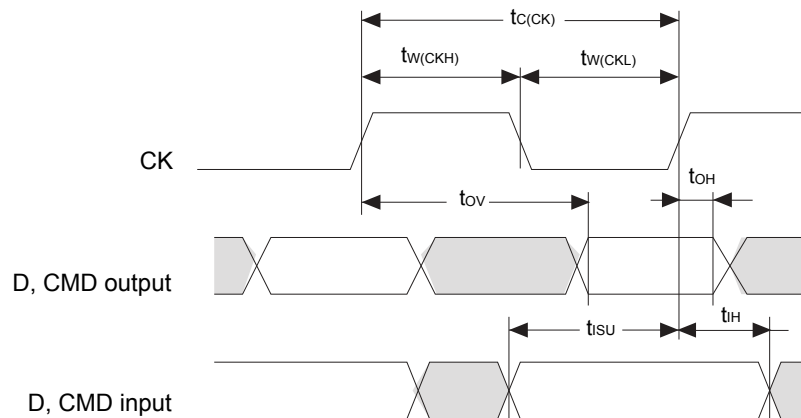 tC(CK)
tW(CKH)
tW(CKL)
CK
tOH
tOV
D, CMD output
tISU
tIH
D, CMD input